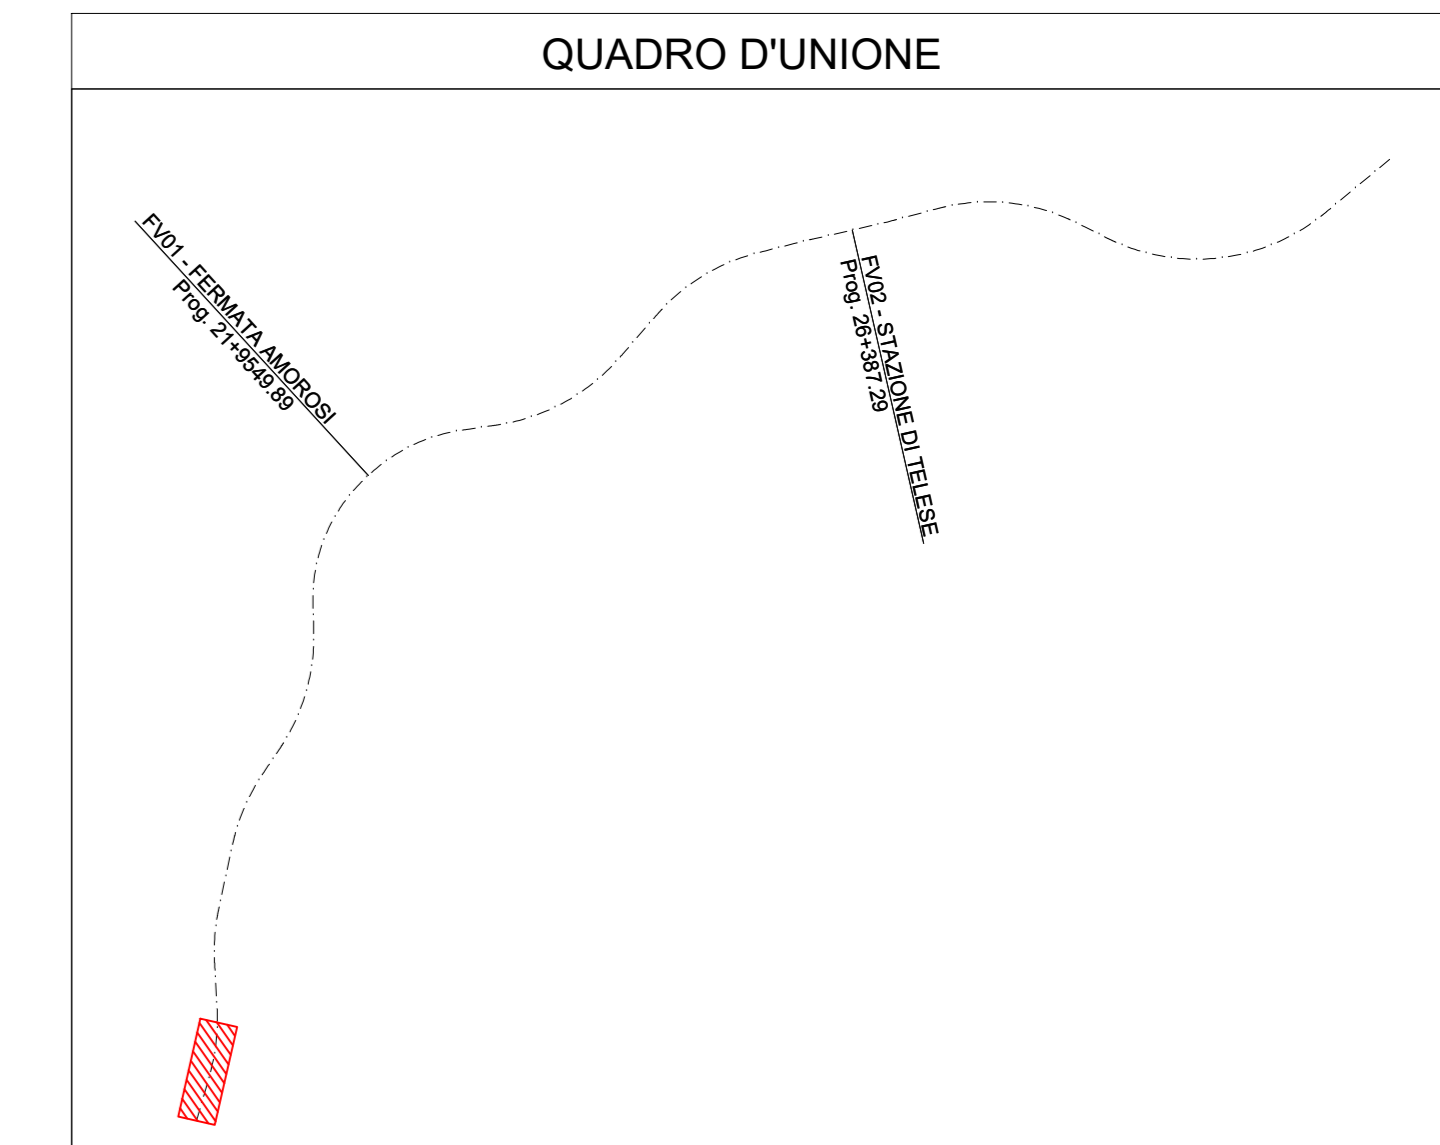 QUADRO D'UNIONE
FV01 - FERMATA AMOROSI
Prog. 21+9549.89
FV02 - STAZIONE DI TELESE
Prog. 26+387.29